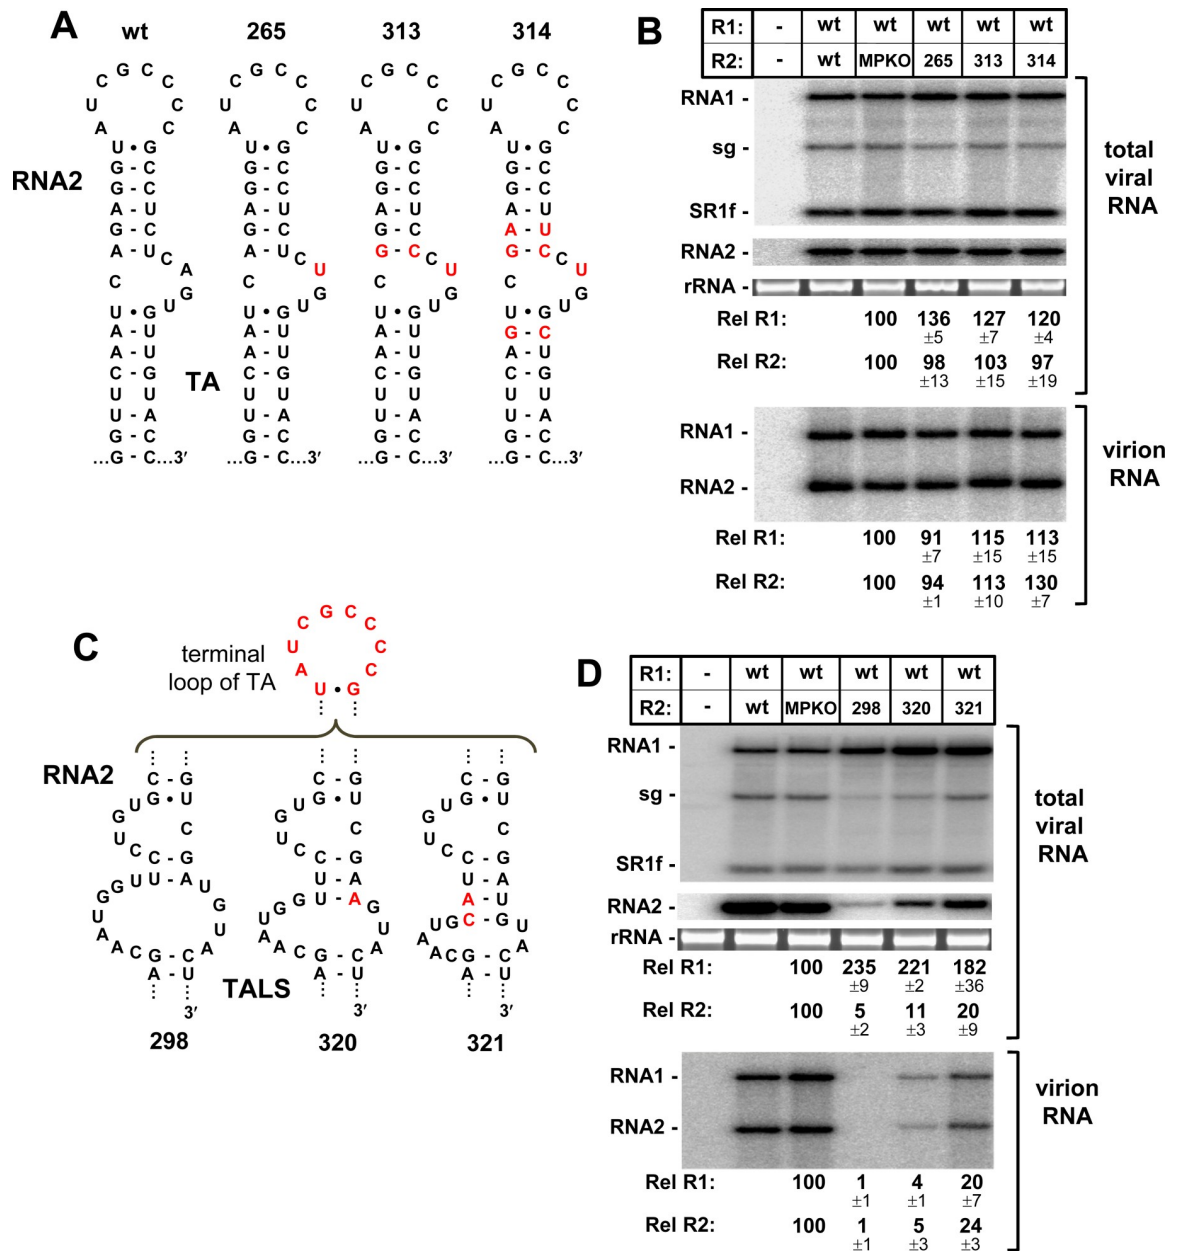 A
wt 265 313 314
C G C C C G C C C G C C C G C C
U C U C U C U C
A C A C A C A C
U • G U • G U • G U • G
RNA2
G - C G - C G - C G - C
G - C G - C G - C G - C
A - U A - U A - U A - U
G - C G - C G - C A - U
A - U C A A - U C U G - C C U G - C C U
C U G C U G C U G C U G
U • G U • G U • G U • G
A - U A - U A - U G - C
A - U A - U A - U A - U
C - G C - G C - G C - G
TA
U - U U - U U - U U - U
U - A U - A U - A U - A
G - C G - C G - C G - C
...G - C...3′ ...G - C...3′ ...G - C...3′ ...G - C...3′
B
R1: - wt wt wt wt wt
R2: - wt MPKO 265 313 314
RNA1 -
sg -
SR1f -
RNA2 -
rRNA -
total
viral
RNA
Rel R1: 100 136 127 120
±5 ±7 ±4
Rel R2: 100 98 103 97
±13 ±15 ±19
RNA1 -
RNA2 -
virion
RNA
Rel R1: 100 91 115 113
±7 ±15 ±15
Rel R2: 100 94 113 130
±1 ±10 ±7
C
terminal
loop of TA
C G C C
U C
A C
U • G
RNA2
C - G C - G C - G
U G • U U G • U U G • U
G C G C G C
U C C - G U C C - G U C C - G
G G U U - A U G G U U - A U - A
U G U - A G A - U
A A U A A U G C - G U
A C A A C A A A C A
A - U G - U G - U
A - C A - C A - C
TALS
3′ 3′ 3′
298 320 321
D
R1: - wt wt wt wt wt
R2: - wt MPKO 298 320 321
RNA1 -
sg -
SR1f -
RNA2 -
rRNA -
total
viral
RNA
Rel R1: 100 235 221 182
±9 ±2 ±36
Rel R2: 100 5 11 20
±2 ±3 ±9
RNA1 -
RNA2 -
virion
RNA
Rel R1: 100 1 4 20
±1 ±1 ±7
Rel R2: 100 1 5 24
±1 ±3 ±3